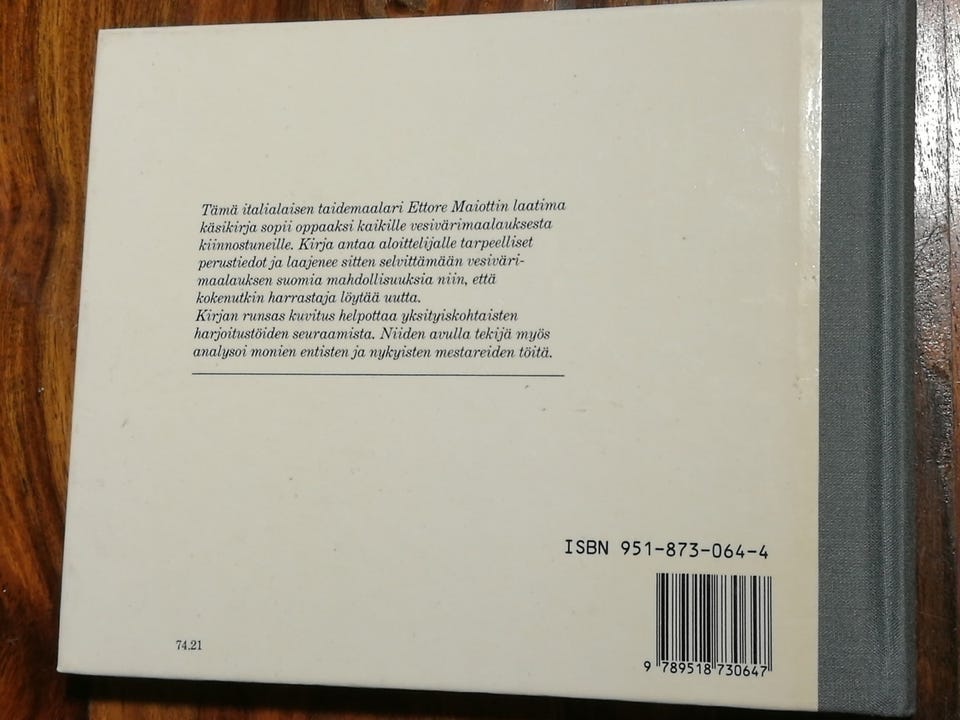 Tämä italialaisen taidemaalari Ettore Maiottin laatima
käsikirja sopii oppaaksi kaikille vesivärimaalauksesta
kiinnostuneille. Kirja antaa aloittelijalle tarpeelliset
perustiedot ja laajenee sitten selvittämään vesiväri-
maalauksen suomia mahdollisuuksia niin, että
kokenutkin harrastaja löytää uutta.
Kirjan runsas kuvitus helpottaa yksityiskohtaisten
harjoitustöiden seuraamista. Niiden avulla tekijä myös
analysoi monien entisten ja nykyisten mestareiden töitä.
ISBN 951-873-064-4
74.21
9 789518 730647